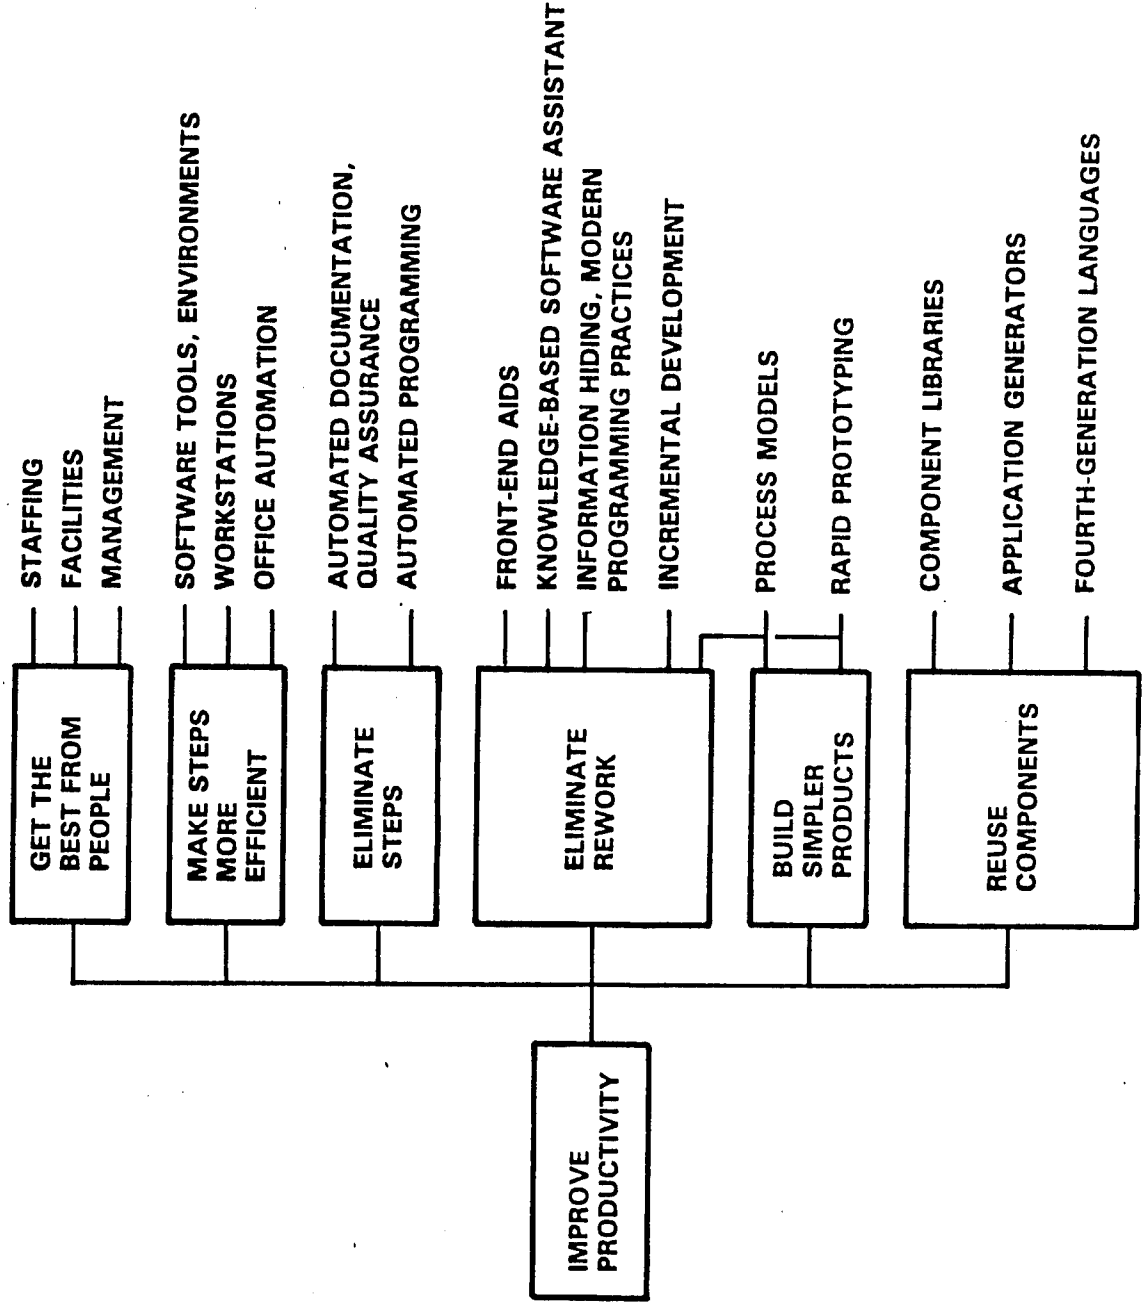 IMPROVE
PRODUCTIVITY
GET THE
BEST FROM
PEOPLE
STAFFING
FACILITIES
MANAGEMENT
MAKE STEPS
MORE
EFFICIENT
SOFTWARE TOOLS, ENVIRONMENTS
WORKSTATIONS
OFFICE AUTOMATION
ELIMINATE
STEPS
AUTOMATED DOCUMENTATION,
QUALITY ASSURANCE
AUTOMATED PROGRAMMING
ELIMINATE
REWORK
FRONT-END AIDS
KNOWLEDGE-BASED SOFTWARE ASSISTANT
INFORMATION HIDING, MODERN
PROGRAMMING PRACTICES
INCREMENTAL DEVELOPMENT
BUILD
SIMPLER
PRODUCTS
PROCESS MODELS
RAPID PROTOTYPING
REUSE
COMPONENTS
COMPONENT LIBRARIES
APPLICATION GENERATORS
FOURTH-GENERATION LANGUAGES